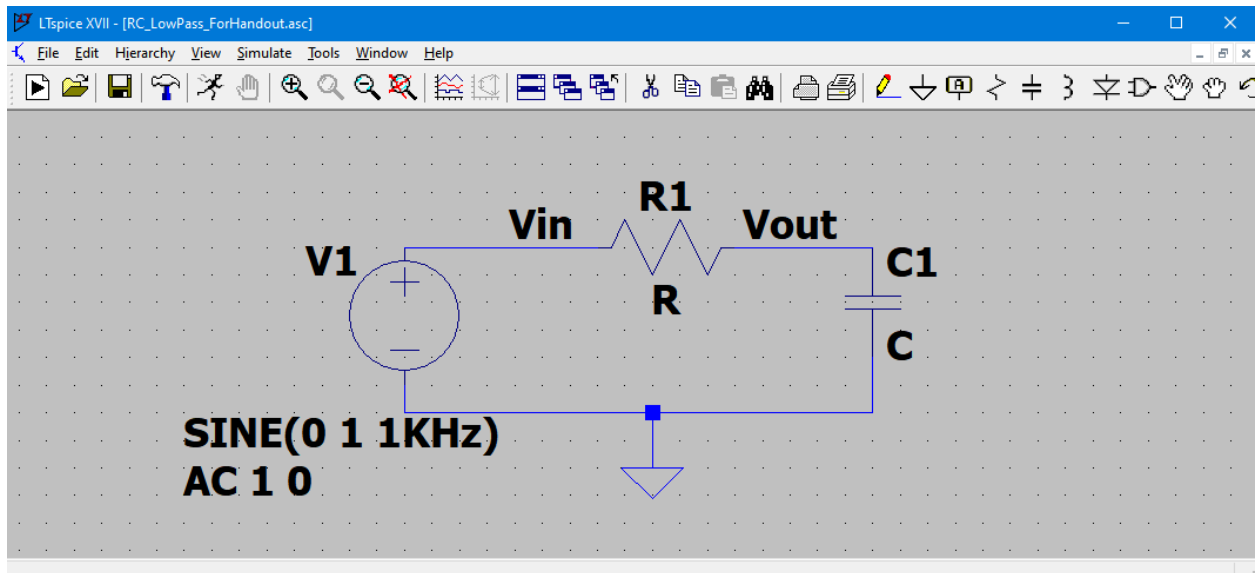 LTspice XVII - [RC_LowPass_ForHandout.asc]
File Edit Hierarchy View Simulate Tools Window Help
R1
Vin Vout
V1 C1
R
C
SINE(0 1 1KHz)
AC 1 0